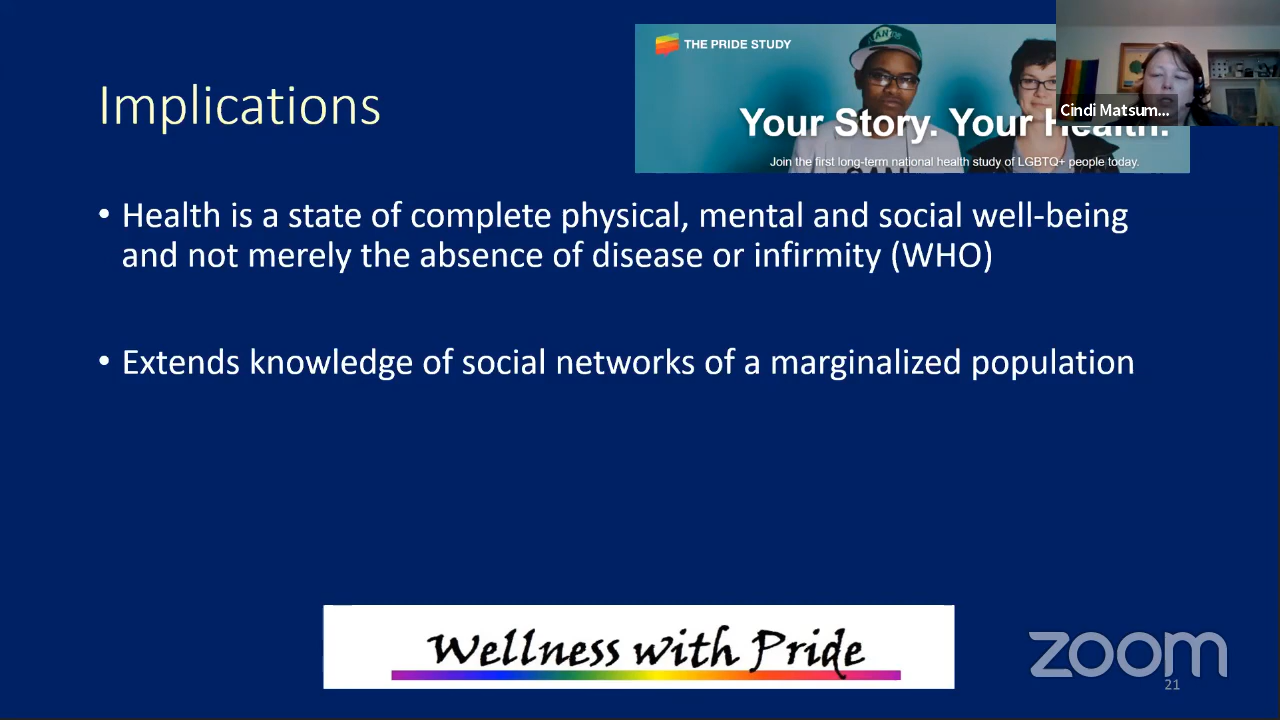 THE PRIDE STUDY
Cindi Matsum...
Implications
Your Story. Your Health.
Join the first long-term national health study of LGBTQ+ people today.
• Health is a state of complete physical, mental and social well-being
and not merely the absence of disease or infirmity (WHO)
• Extends knowledge of social networks of a marginalized population
Wellness with Pride
zoom
21